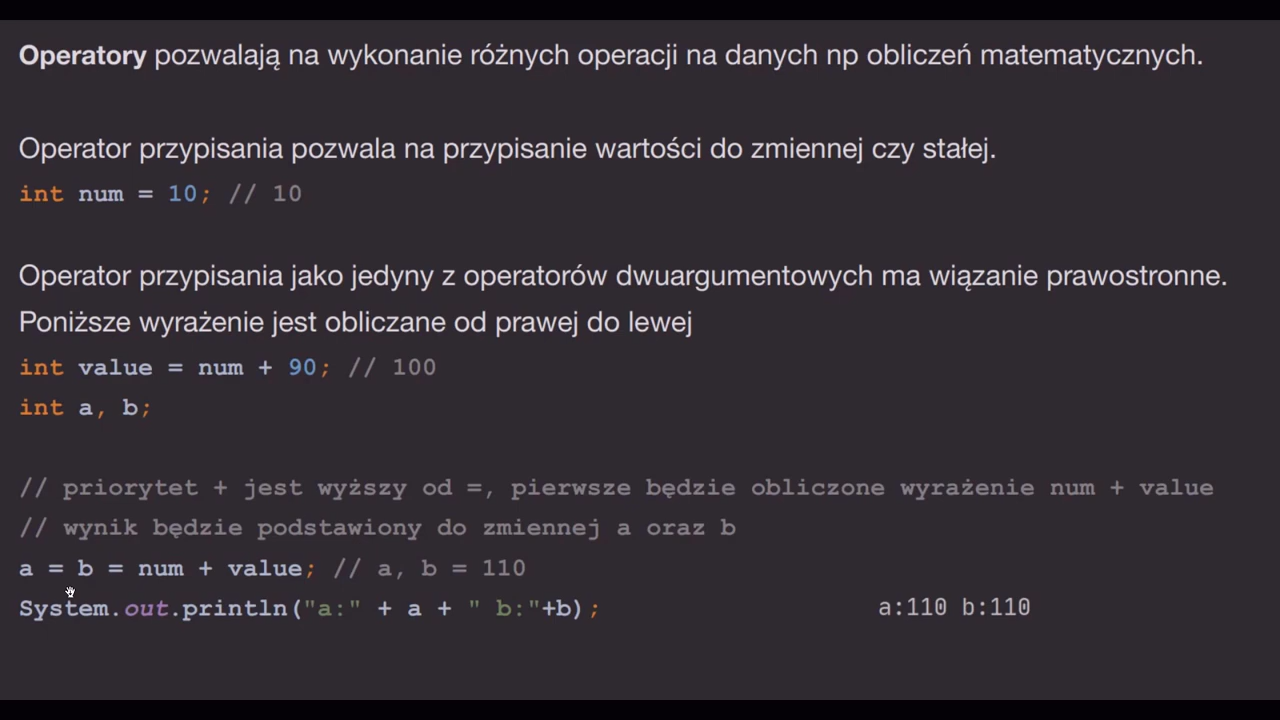 Operatory pozwalają na wykonanie różnych operacji na danych np obliczeń matematycznych.
Operator przypisania pozwala na przypisanie wartości do zmiennej czy stałej.
int num = 10; // 10
Operator przypisania jako jedyny z operatorów dwuargumentowych ma wiązanie prawostronne.
Poniższe wyrażenie jest obliczane od prawej do lewej
int value = num + 90; // 100
int a, b;
// priorytet + jest wyższy od =, pierwsze będzie obliczone wyrażenie num + value
// wynik będzie podstawiony do zmiennej a oraz b
a = b = num + value; // a, b = 110
System.out.println("a:" + a + " b:"+b); a:110 b:110